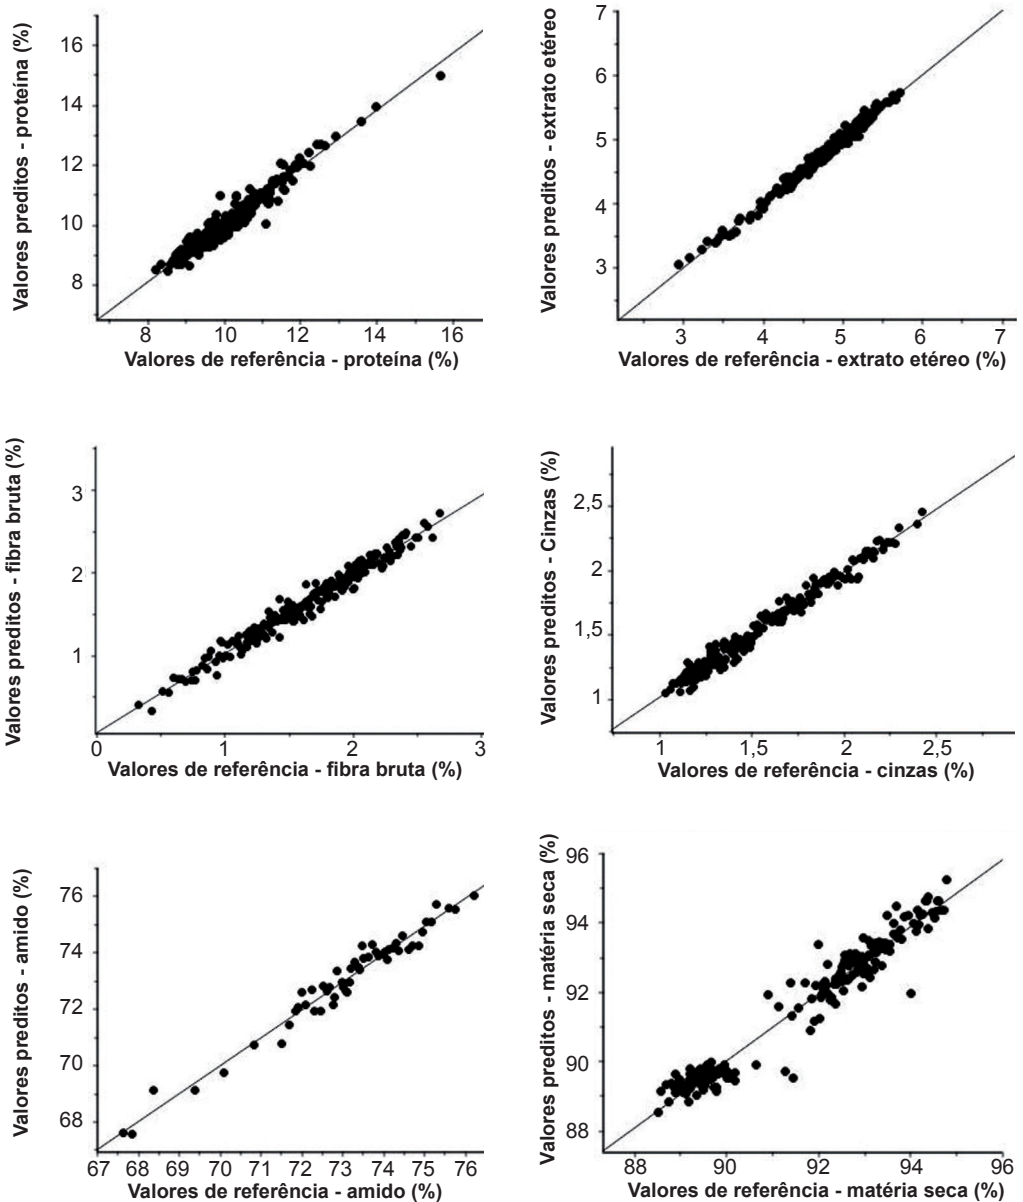 Valores preditos - proteína (%)
16
14
12
10
8
8 10 12 14 16
Valores de referência - proteína (%)
Valores preditos - extrato etéreo
7
6
5
4
3
3 4 5 6 7
Valores de referência - extrato etéreo (%)
Valores preditos - fibra bruta (%)
3
2
1
0 1 2 3
Valores de referência - fibra bruta (%)
Valores preditos - Cinzas (%)
2,5
2
1,5
1
1 1,5 2 2,5
Valores de referência - cinzas (%)
Valores preditos - amido (%)
76
74
72
70
68
67 68 69 70 71 72 73 74 75 76
Valores de referência - amido (%)
Valores preditos - matéria seca (%)
96
94
92
90
88
88 90 92 94 96
Valores de referência - matéria seca (%)